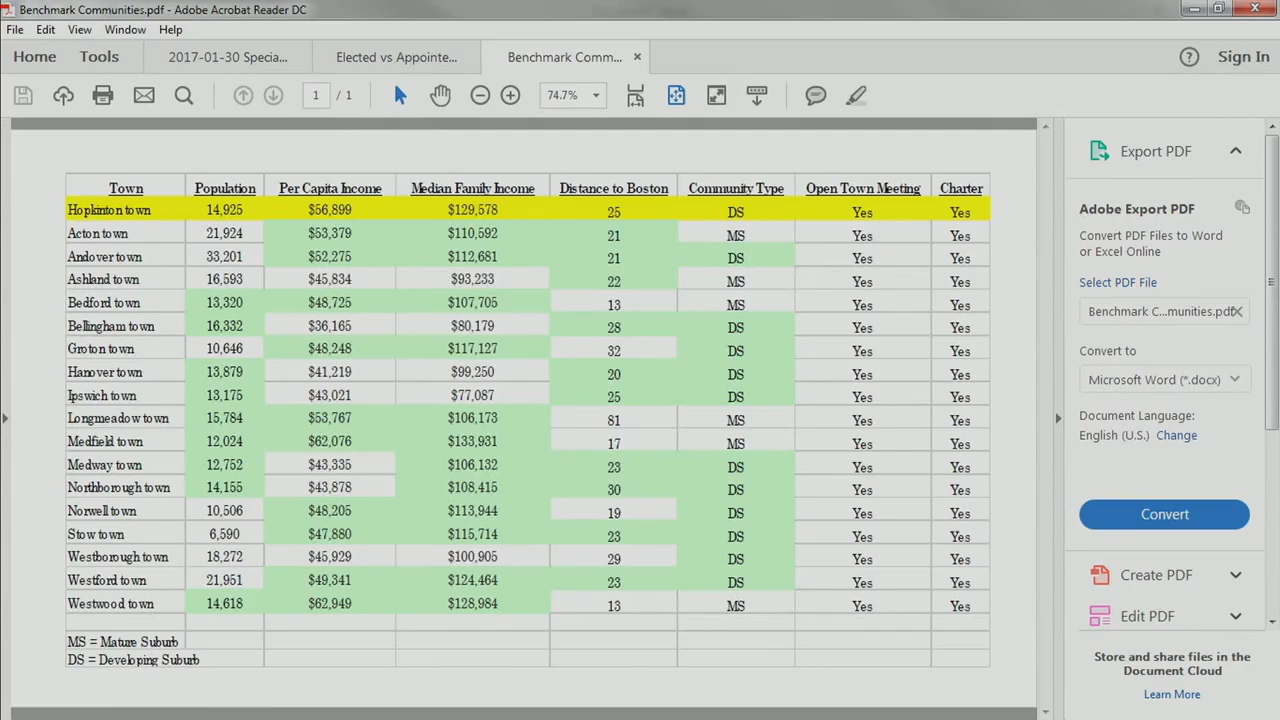 Benchmark Communities.pdf - Adobe Acrobat Reader DC
File Edit View Window Help
Home Tools 2017-01-30 Specia... Elected vs Appointe... Benchmark Comm... × Sign In
1 / 1 74.7%
Town Population Per Capita Income Median Family Income Distance to Boston Community Type Open Town Meeting Charter
Hopkinton town 14,925 $56,899 $129,578 25 DS Yes Yes
Acton town 21,924 $53,379 $110,592 21 MS Yes Yes
Andover town 33,201 $52,275 $112,681 21 DS Yes Yes
Ashland town 16,593 $45,834 $93,233 22 MS Yes Yes
Bedford town 13,320 $48,725 $107,705 13 MS Yes Yes
Bellingham town 16,332 $36,165 $80,179 28 DS Yes Yes
Groton town 10,646 $48,248 $117,127 32 DS Yes Yes
Hanover town 13,879 $41,219 $99,250 20 DS Yes Yes
Ipswich town 13,175 $43,021 $77,087 25 DS Yes Yes
Longmeadow town 15,784 $53,767 $106,173 81 MS Yes Yes
Medfield town 12,024 $62,076 $133,931 17 MS Yes Yes
Medway town 12,752 $43,335 $106,132 23 DS Yes Yes
Northborough town 14,155 $43,878 $108,415 30 DS Yes Yes
Norwell town 10,506 $48,205 $113,944 19 DS Yes Yes
Stow town 6,590 $47,880 $115,714 23 DS Yes Yes
Westborough town 18,272 $45,929 $100,905 29 DS Yes Yes
Westford town 21,951 $49,341 $124,464 23 DS Yes Yes
Westwood town 14,618 $62,949 $128,984 13 MS Yes Yes
MS = Mature Suburb
DS = Developing Suburb
Export PDF
Adobe Export PDF
Convert PDF Files to Word
or Excel Online
Select PDF File
Benchmark C...munities.pdf
Convert to
Microsoft Word (*.docx)
Document Language:
English (U.S.) Change
Convert
Create PDF
Edit PDF
Store and share files in the
Document Cloud
Learn More